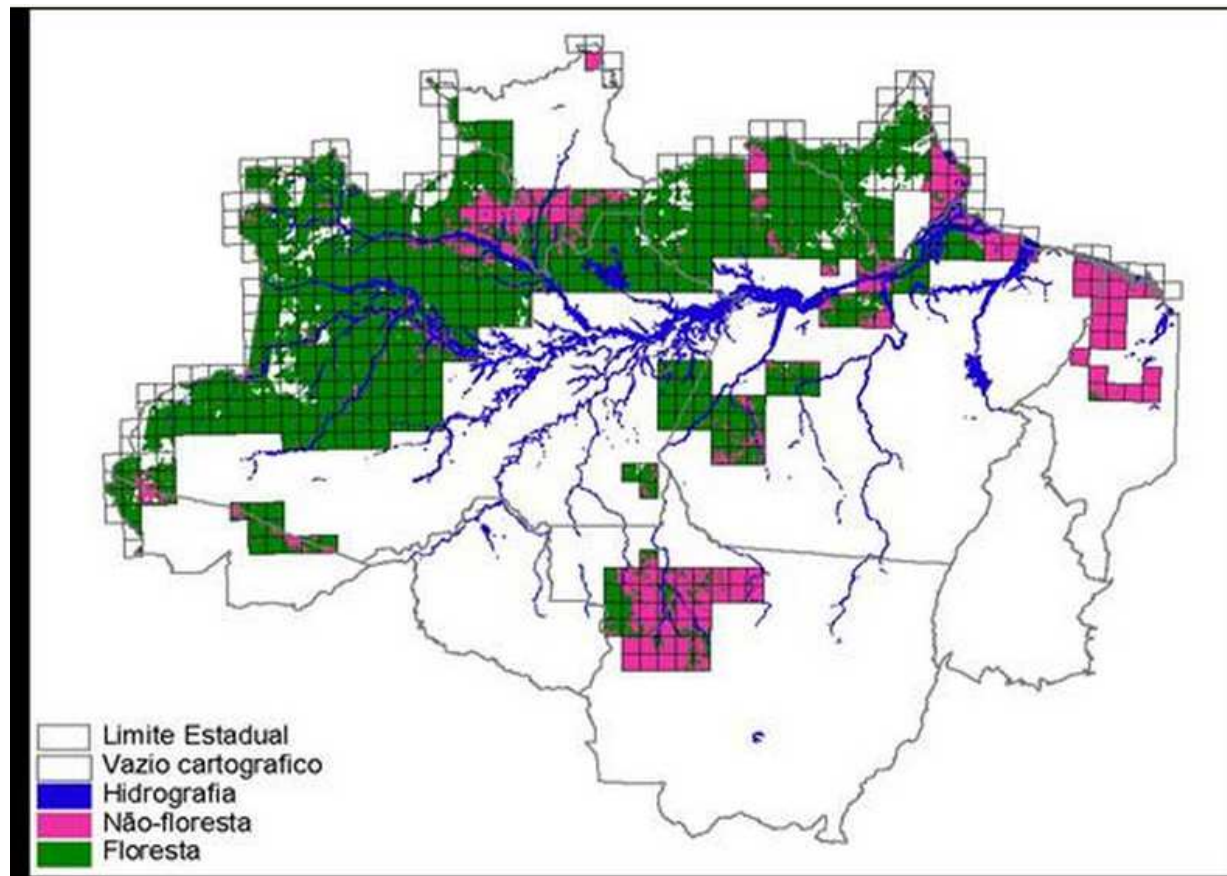 Limite Estadual
Vazio cartografico
Hidrografia
Não-floresta
Floresta